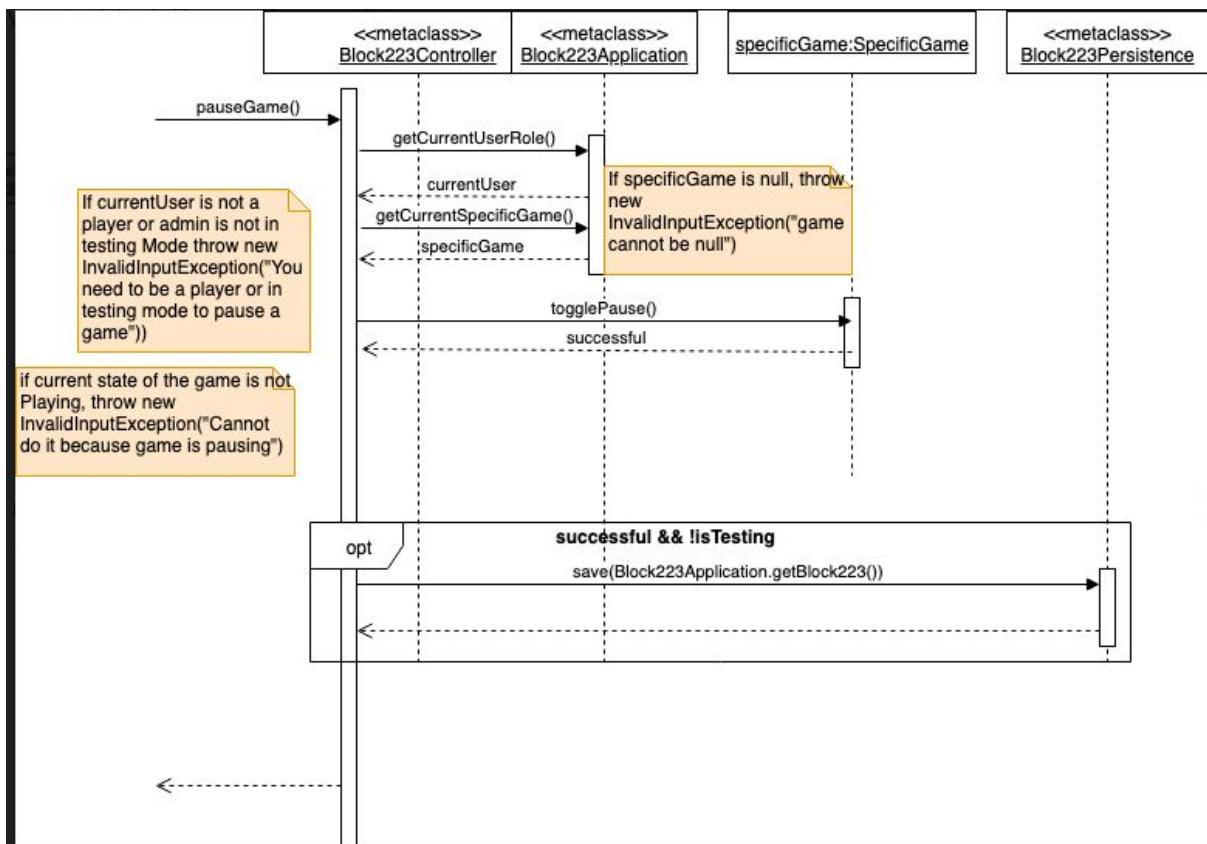 <<metaclass>>
Block223Controller
<<metaclass>>
Block223Application
specificGame:SpecificGame
<<metaclass>>
Block223Persistence
pauseGame()
getCurrentUserRole()
currentUser
getCurrentSpecificGame()
specificGame
If specificGame is null, throw
new
InvalidInputException("game
cannot be null")
If currentUser is not a
player or admin is not in
testing Mode throw new
InvalidInputException("You
need to be a player or in
testing mode to pause a
game"))
togglePause()
successful
if current state of the game is not
Playing, throw new
InvalidInputException("Cannot
do it because game is pausing")
opt
successful && !isTesting
save(Block223Application.getBlock223())